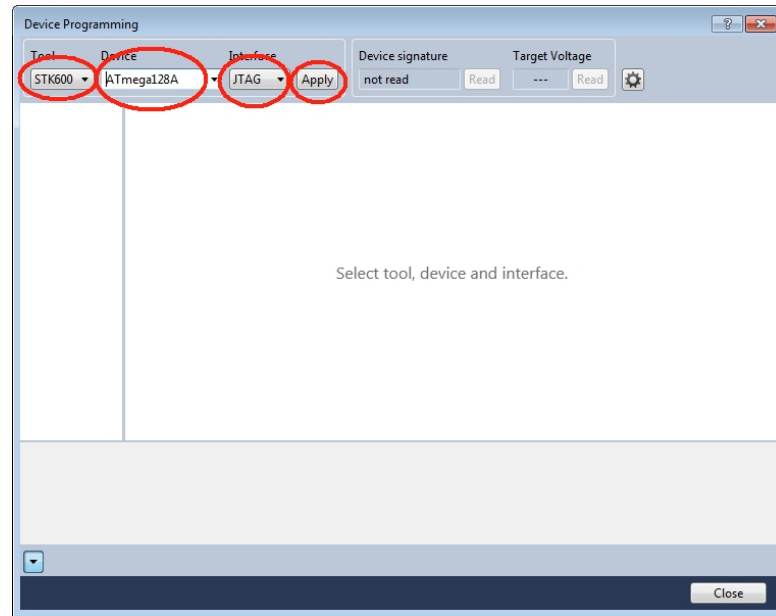 Device Programming
Tool Device Interface Device signature Target Voltage
STK600 ATmega128A JTAG Apply not read Read --- Read
Select tool, device and interface.
Close